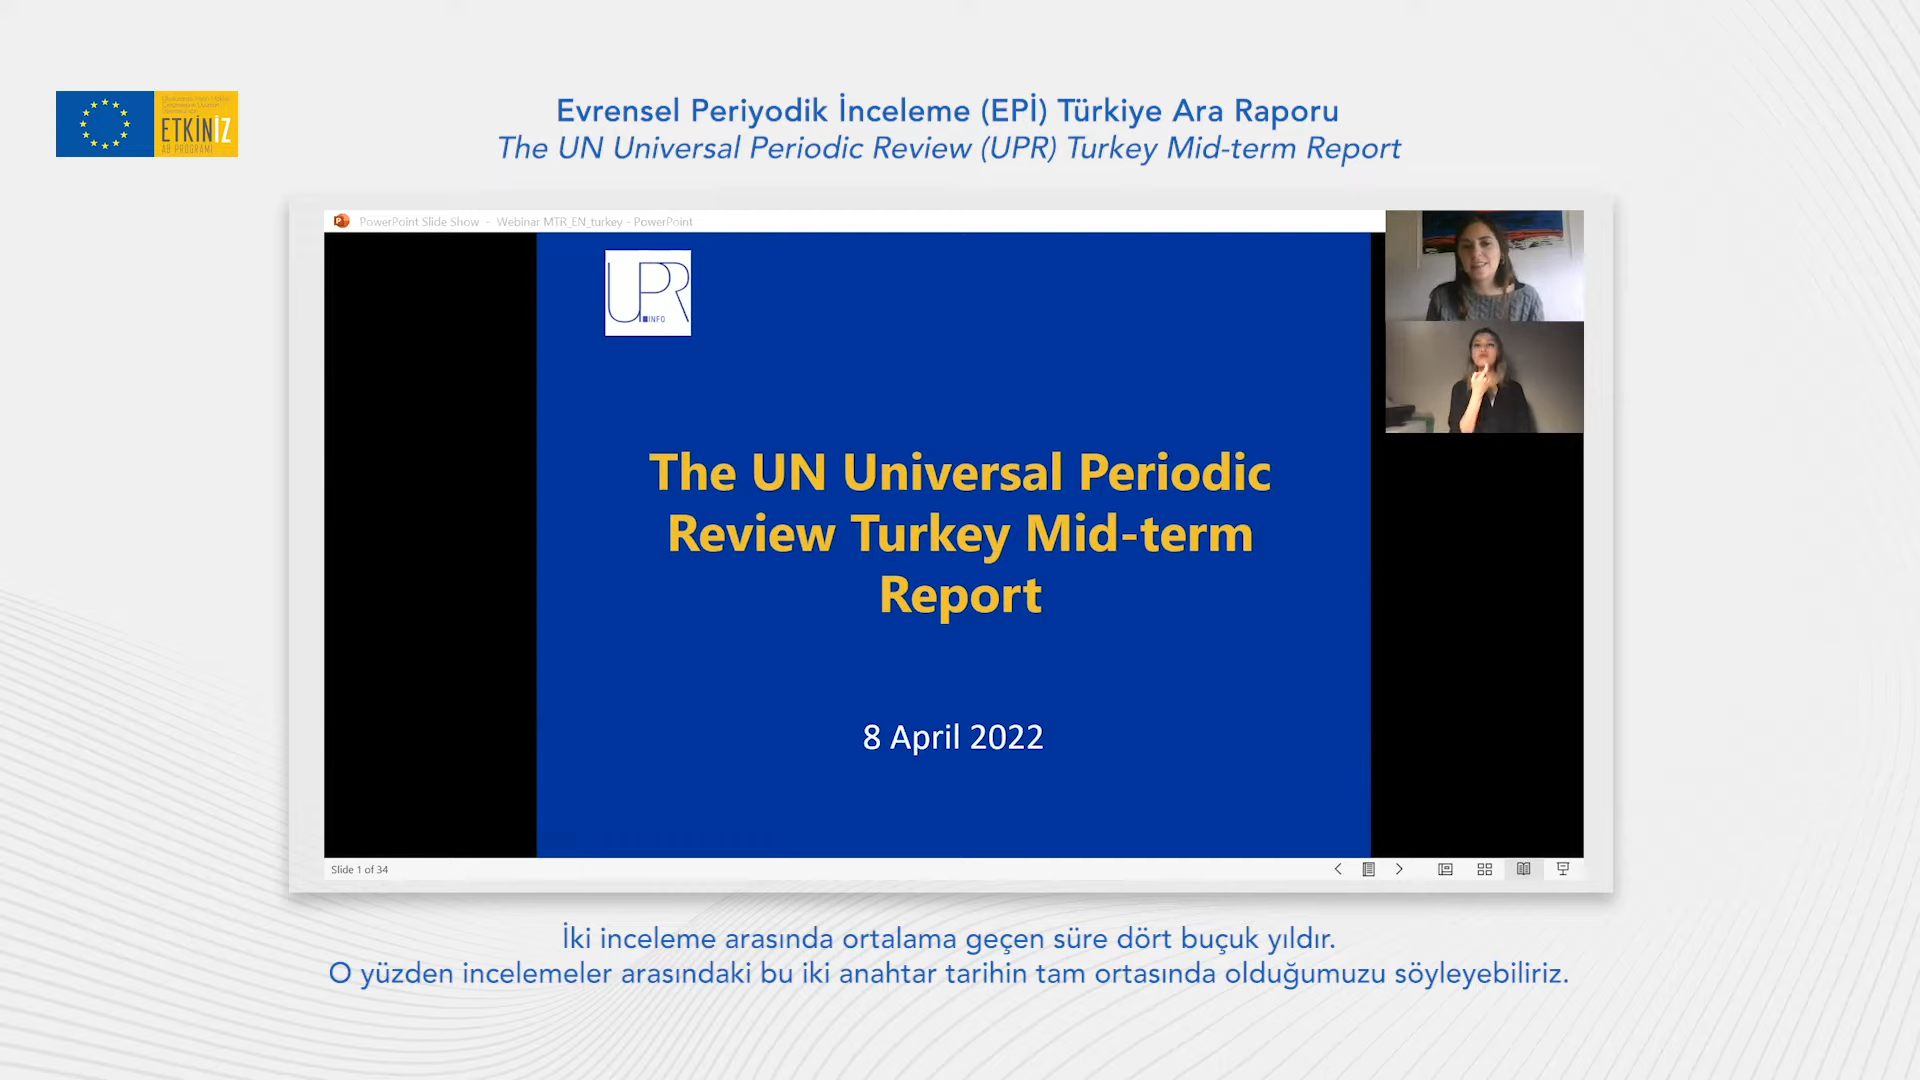 Evrensel Periyodik İnceleme (EPİ) Türkiye Ara Raporu
The UN Universal Periodic Review (UPR) Turkey Mid-term Report
ETKİNİZ
AB PROGRAMI
PowerPoint Slide Show - Webinar MTR_EN_turkey - PowerPoint
UPR
INFO
The UN Universal Periodic
Review Turkey Mid-term
Report
8 April 2022
Slide 1 of 34
İki inceleme arasında ortalama geçen süre dört buçuk yıldır.
O yüzden incelemeler arasındaki bu iki anahtar tarihin tam ortasında olduğumuzu söyleyebiliriz.